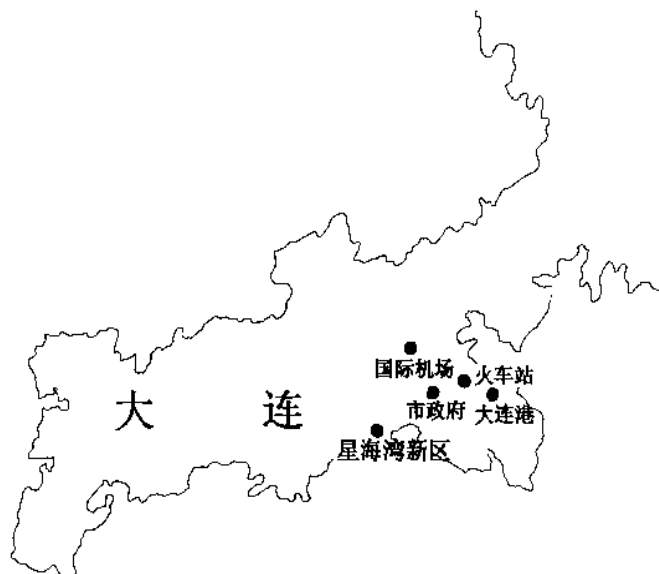 国际机场
火车站
大 连
市政府
大连港
星海湾新区